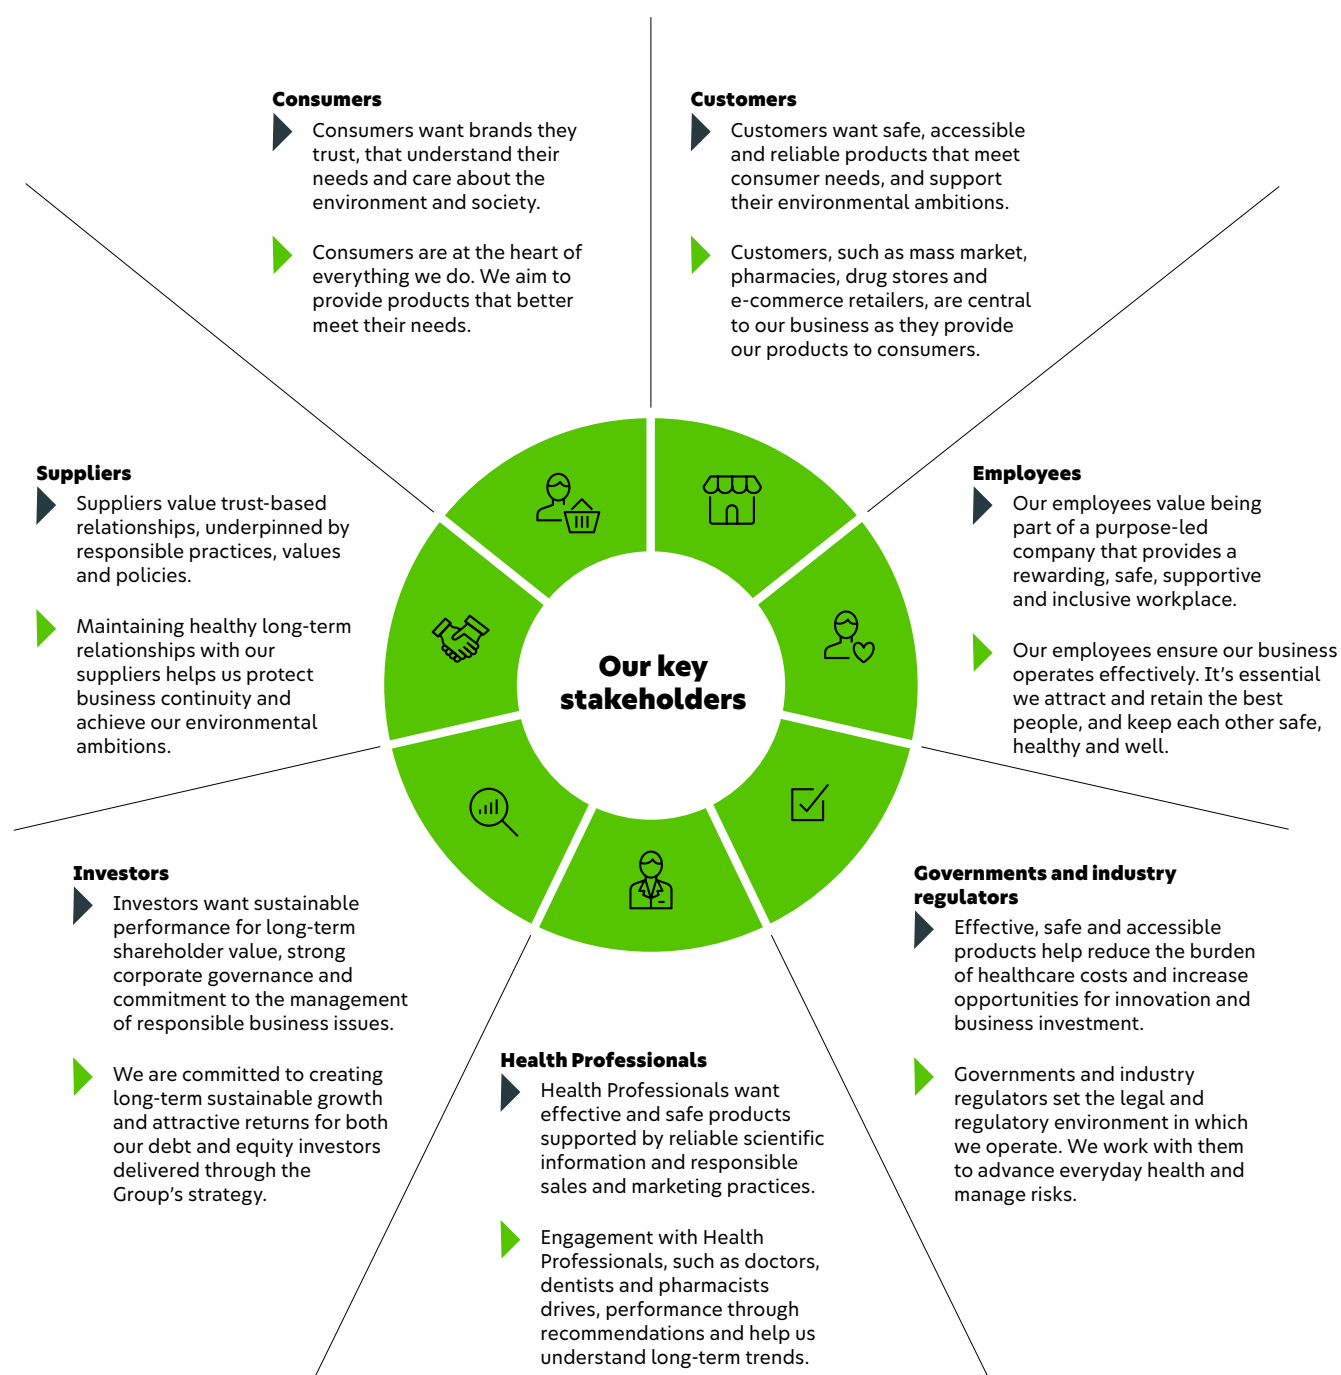 Consumers
Consumers want brands they
trust, that understand their
needs and care about the
environment and society.
Consumers are at the heart of
everything we do. We aim to
provide products that better
meet their needs.
Customers
Customers want safe, accessible
and reliable products that meet
consumer needs, and support
their environmental ambitions.
Customers, such as mass market,
pharmacies, drug stores and
e-commerce retailers, are central
to our business as they provide
our products to consumers.
Suppliers
Suppliers value trust-based
relationships, underpinned by
responsible practices, values
and policies.
Maintaining healthy long-term
relationships with our
suppliers helps us protect
business continuity and
achieve our environmental
ambitions.
Our key
stakeholders
Employees
Our employees value being
part of a purpose-led
company that provides a
rewarding, safe, supportive
and inclusive workplace.
Our employees ensure our business
operates effectively. It's essential
we attract and retain the best
people, and keep each other safe,
healthy and well.
Investors
Investors want sustainable
performance for long-term
shareholder value, strong
corporate governance and
commitment to the management
of responsible business issues.
We are committed to creating
long-term sustainable growth
and attractive returns for both
our debt and equity investors
delivered through the
Group's strategy.
Health Professionals
Health Professionals want
effective and safe products
supported by reliable scientific
information and responsible
sales and marketing practices.
Engagement with Health
Professionals, such as doctors,
dentists and pharmacists
drives, performance through
recommendations and help us
understand long-term trends.
Governments and industry
regulators
Effective, safe and accessible
products help reduce the burden
of healthcare costs and increase
opportunities for innovation and
business investment.
Governments and industry
regulators set the legal and
regulatory environment in which
we operate. We work with them
to advance everyday health and
manage risks.